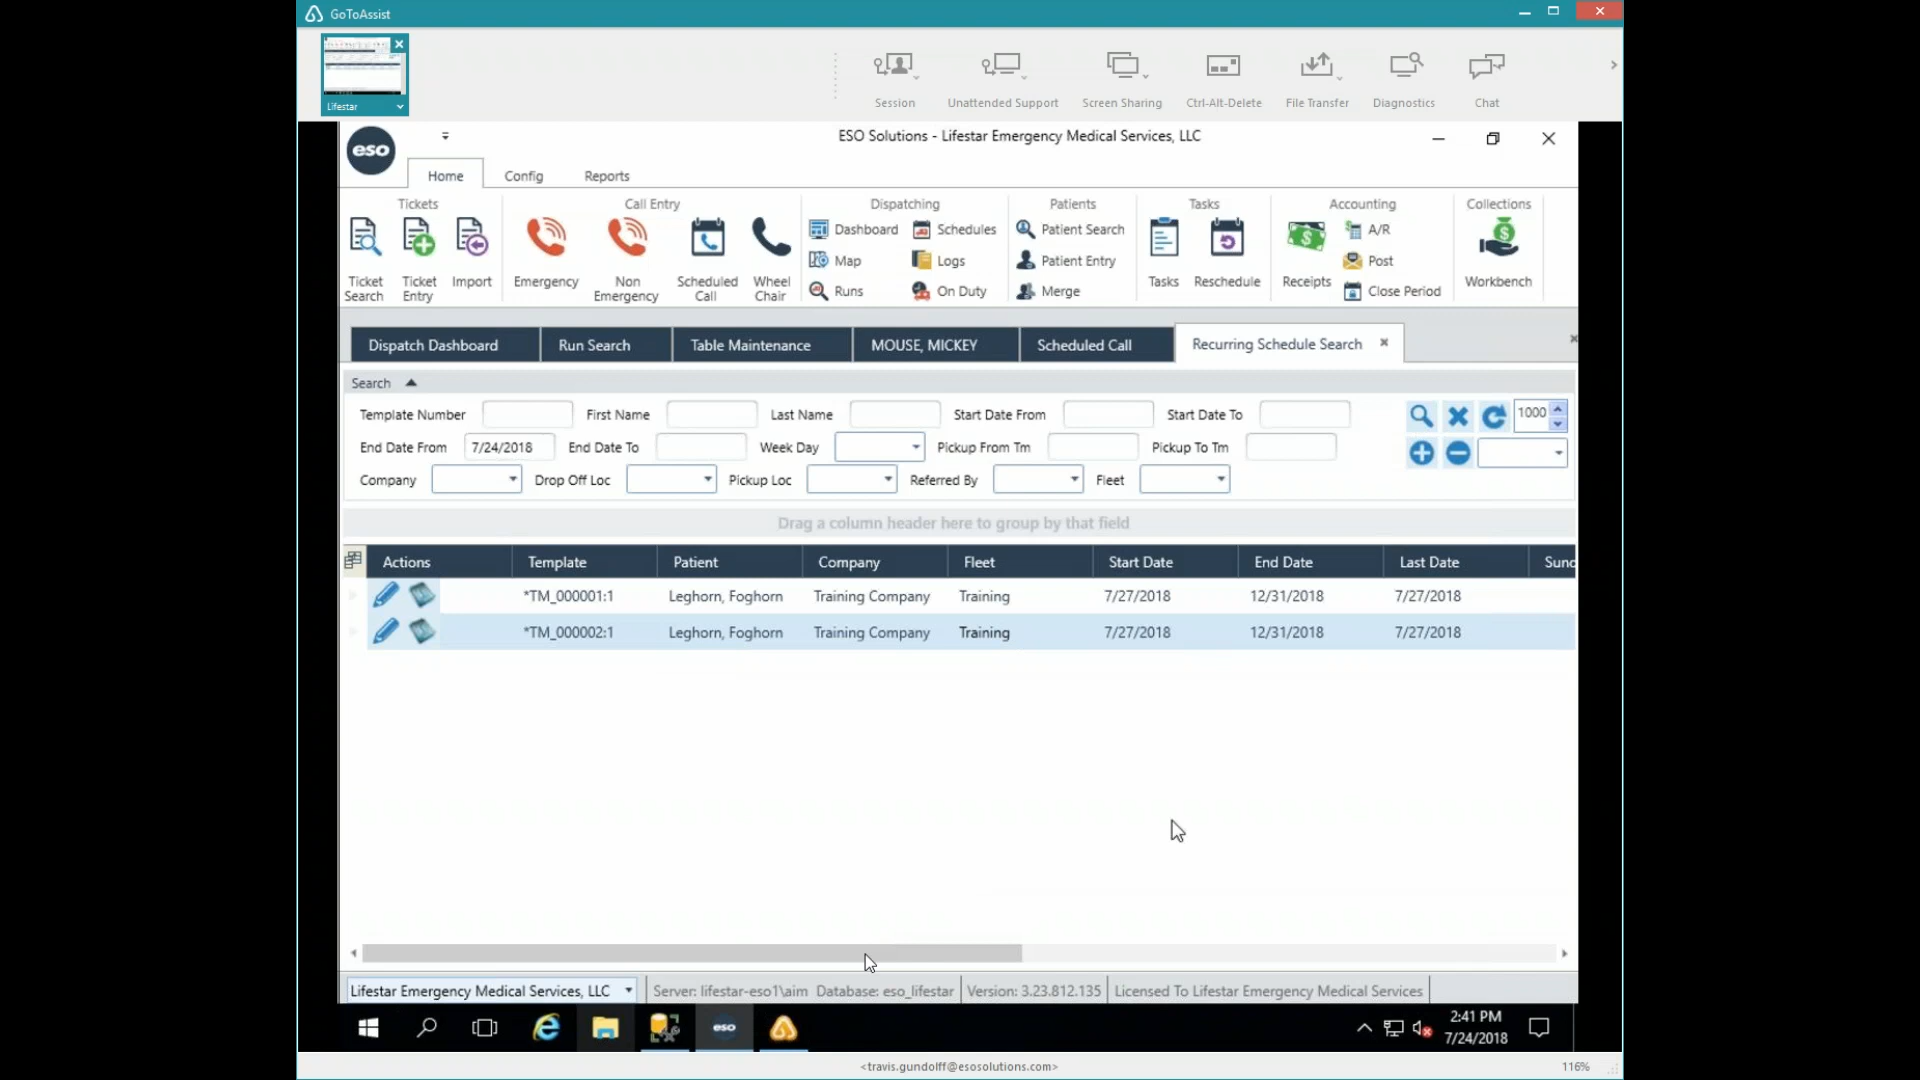 GoToAssist
Lifestar
Session
Unattended Support
Screen Sharing
Ctrl-Alt-Delete
File Transfer
Diagnostics
Chat
eso
ESO Solutions - Lifestar Emergency Medical Services, LLC
Home Config Reports
Tickets
Ticket Search
Ticket Entry
Import
Call Entry
Emergency
Non Emergency
Scheduled Call
Wheel Chair
Dispatching
Dashboard Schedules
Map Logs
Runs On Duty
Patients
Patient Search
Patient Entry
Merge
Tasks
Tasks
Reschedule
Accounting
Receipts
A/R
Post
Close Period
Collections
Workbench
Dispatch Dashboard Run Search Table Maintenance MOUSE, MICKEY Scheduled Call Recurring Schedule Search
Search
Template Number First Name Last Name Start Date From Start Date To 1000
End Date From 7/24/2018 End Date To Week Day Pickup From Tm Pickup To Tm
Company Drop Off Loc Pickup Loc Referred By Fleet
Drag a column header here to group by that field
Actions Template Patient Company Fleet Start Date End Date Last Date Sunc
*TM_000001:1 Leghorn, Foghorn Training Company Training 7/27/2018 12/31/2018 7/27/2018
*TM_000002:1 Leghorn, Foghorn Training Company Training 7/27/2018 12/31/2018 7/27/2018
Lifestar Emergency Medical Services, LLC Server: lifestar-eso1\aim Database: eso_lifestar Version: 3.23.812.135 Licensed To Lifestar Emergency Medical Services
eso
2:41 PM
7/24/2018
<travis.gundolff@esosolutions.com> 116%